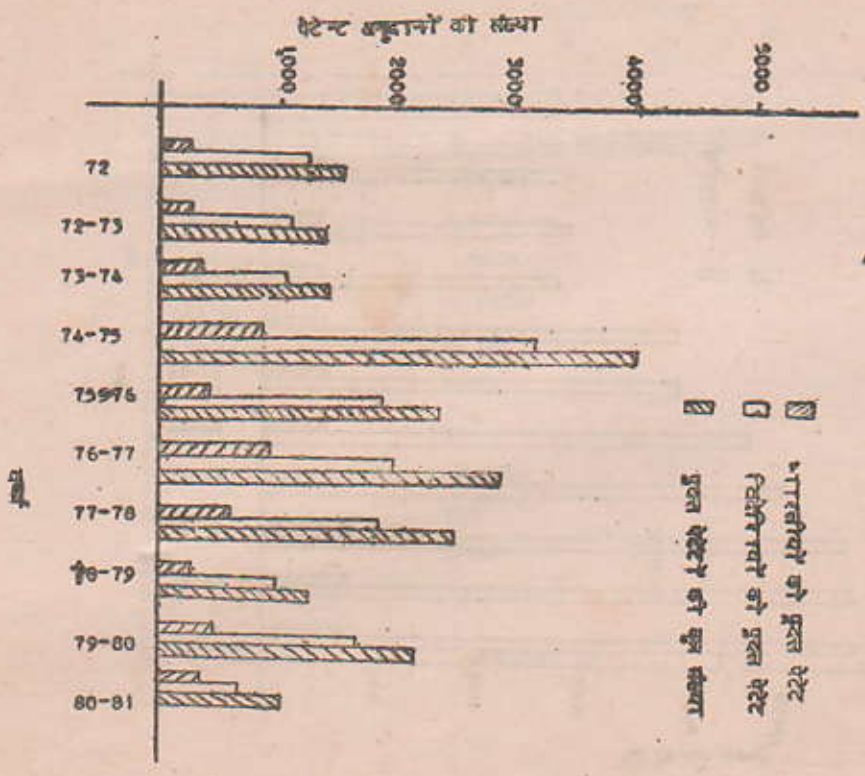 पेटेन्ट अनुदानों की संख्या
1000 2000 3000 4000 5000
72
72-73
73-74
74-75
75-76
76-77
77-78
78-79
79-80
80-81
वर्ष
भारतीयों को प्रदत्त पेटेंट
विदेशियों को प्रदत्त पेटेंट
प्रदत्त पेटेंटों की कुल संख्या